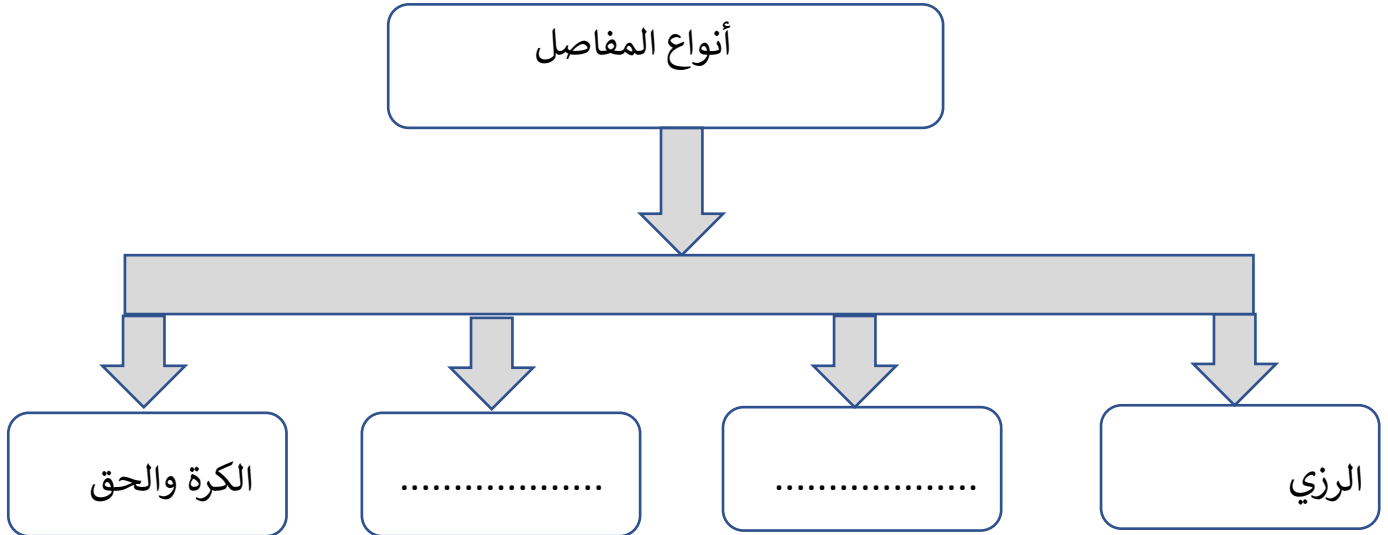 أنواع المفاصل
الرزي
...................
...................
الكرة والحق